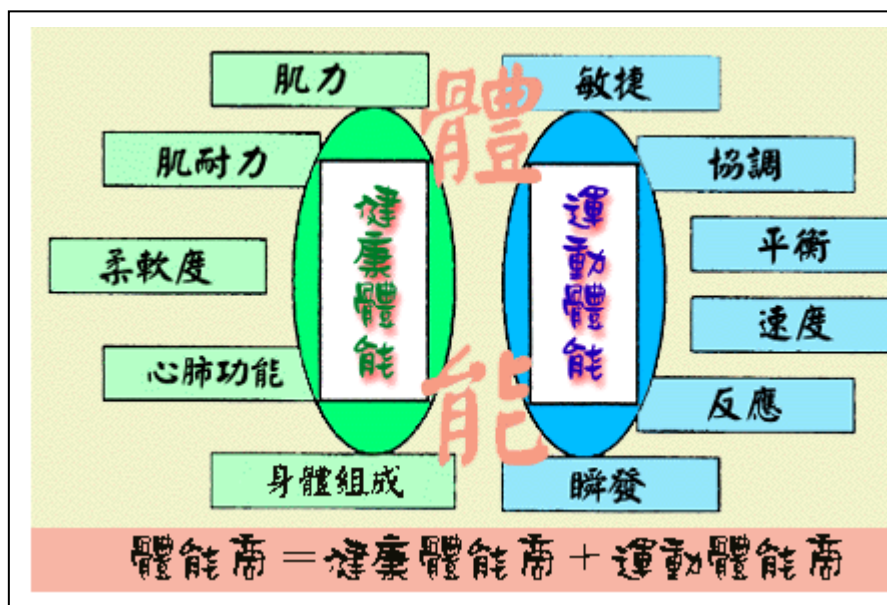 體能
肌力
肌耐力
柔軟度
心肺功能
身體組成
健康體能
運動體能
敏捷
協調
平衡
速度
反應
瞬發
體能商=健康體能商+運動體能商